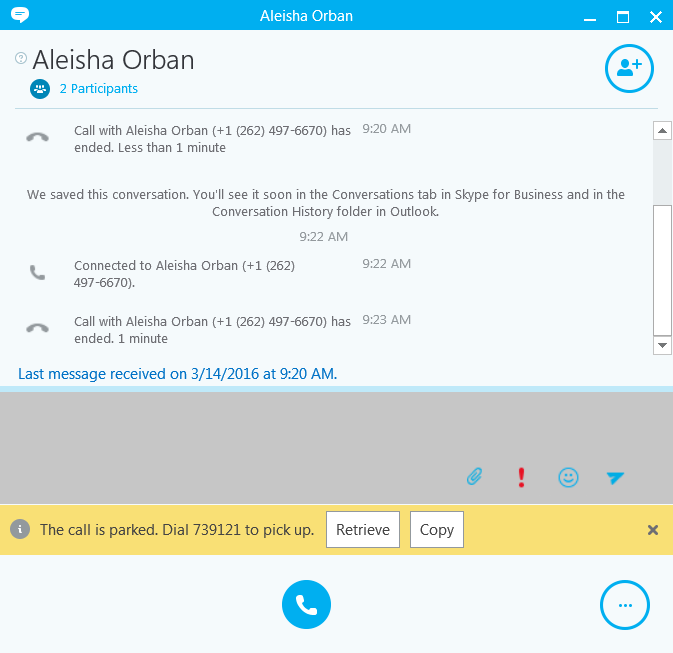 Aleisha Orban
Aleisha Orban
2 Participants
Call with Aleisha Orban (+1 (262) 497-6670) has 9:20 AM
ended. Less than 1 minute
We saved this conversation. You'll see it soon in the Conversations tab in Skype for Business and in the
Conversation History folder in Outlook.
9:22 AM
Connected to Aleisha Orban (+1 (262) 9:22 AM
497-6670).
Call with Aleisha Orban (+1 (262) 497-6670) has 9:23 AM
ended. 1 minute
Last message received on 3/14/2016 at 9:20 AM.
The call is parked. Dial 739121 to pick up. Retrieve Copy